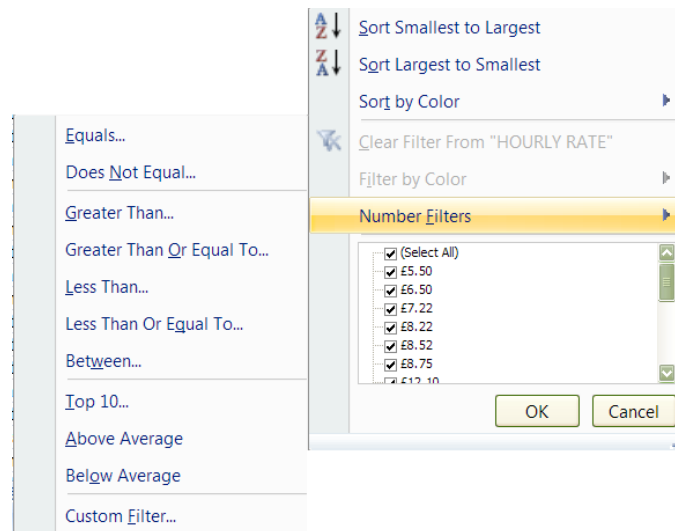 Sort Smallest to Largest
Sort Largest to Smallest
Sort by Color
Clear Filter From "HOURLY RATE"
Filter by Color
Number Filters
(Select All)
£5.50
£6.50
£7.22
£8.22
£8.52
£8.75
£12.10
OK Cancel
Equals...
Does Not Equal...
Greater Than...
Greater Than Or Equal To...
Less Than...
Less Than Or Equal To...
Between...
Top 10...
Above Average
Below Average
Custom Filter...